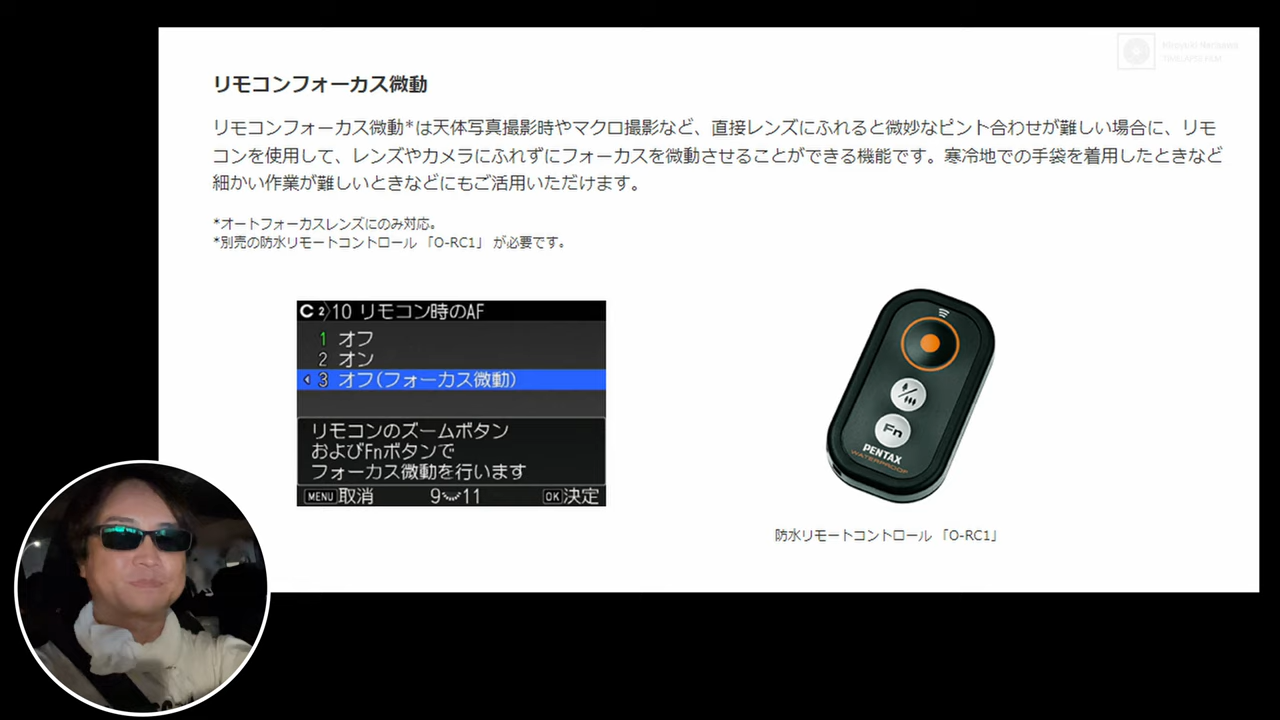 リモコンフォーカス微動
リモコンフォーカス微動*は天体写真撮影時やマクロ撮影など、直接レンズにふれると微妙なピント合わせが難しい場合に、リモ
コンを使用して、レンズやカメラにふれずにフォーカスを微動させることができる機能です。寒冷地での手袋を着用したときなど
細かい作業が難しいときなどにもご活用いただけます。
*オートフォーカスレンズにのみ対応。
*別売の防水リモートコントロール 「O-RC1」 が必要です。
C 2 10 リモコン時のAF
1 オフ
2 オン
3 オフ(フォーカス微動)
リモコンのズームボタン
およびFnボタンで
フォーカス微動を行います
MENU 取消 9 11 OK 決定
Fn
PENTAX
WATERPROOF
防水リモートコントロール 「O-RC1」